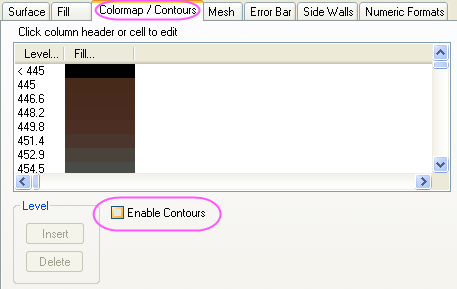 Surface Fill Colormap / Contours Mesh Error Bar Side Walls Numeric Formats
Click column header or cell to edit
Level... Fill...
< 445
445
446.6
448.2
449.8
451.4
452.9
454.5
Level
Enable Contours
Insert
Delete